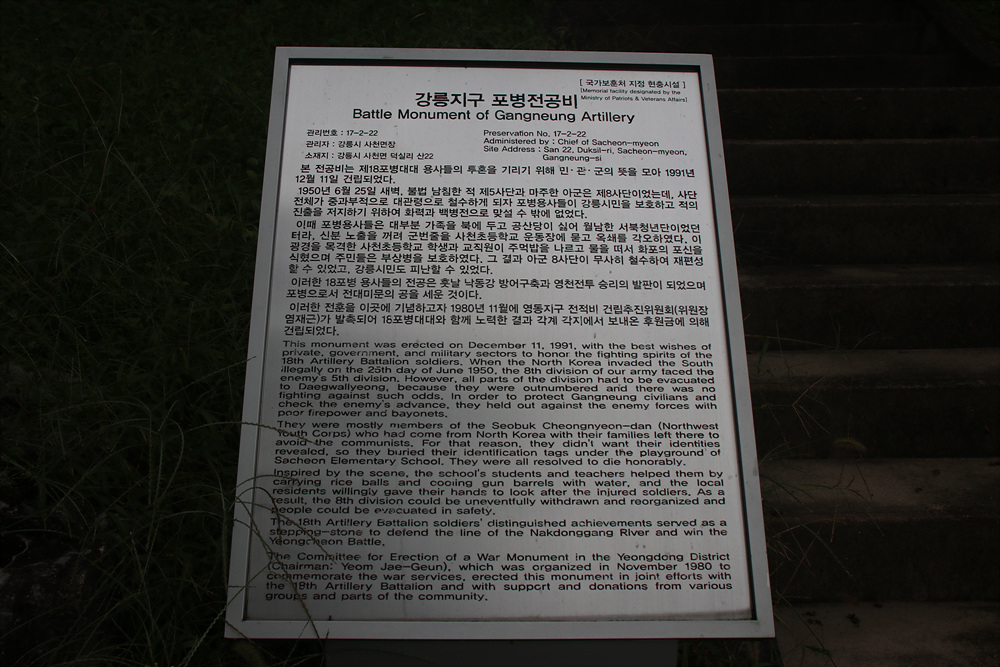 [ 국가보훈처 지정 현충시설 ]
[Memorial facility designated by the
Ministry of Patriots & Veterans Affairs]
강릉지구 포병전공비
Battle Monument of Gangneung Artillery
관리번호 : 17-2-22
관리자 : 강릉시 사천면장
소재지 : 강릉시 사천면 덕실리 산22
Preservation No. 17-2-22
Administered by : Chief of Sacheon-myeon
Site Address : San 22, Duksil-ri, Sacheon-myeon,
Gangneung-si
본 전공비는 제18포병대대 용사들의 투혼을 기리기 위해 민·관·군의 뜻을 모아 1991년
12월 11일 건립되었다.
1950년 6월 25일 새벽, 불법 남침한 적 제5사단과 마주한 아군은 제8사단이었는데, 사단
전체가 중과부적으로 대관령으로 철수하게 되자 포병용사들이 강릉시민을 보호하고 적의
진출을 저지하기 위하여 화력과 백병전으로 맞설 수 밖에 없었다.
이때 포병용사들은 대부분 가족을 북에 두고 공산당이 싫어 월남한 서북청년단이었던
터라, 신분 노출을 꺼려 군번줄을 사천초등학교 운동장에 묻고 옥쇄를 각오하였다. 이
광경을 목격한 사천초등학교 학생과 교직원이 주먹밥을 나르고 물을 떠서 화포의 포신을
식혔으며 주민들은 부상병을 보호하였다. 그 결과 아군 8사단이 무사히 철수하여 재편성
할 수 있었고, 강릉시민도 피난할 수 있었다.
이러한 18포병 용사들의 전공은 훗날 낙동강 방어구축과 영천전투 승리의 발판이 되었으며
포병으로서 전대미문의 공을 세운 것이다.
이러한 전훈을 이곳에 기념하고자 1980년 11월에 영동지구 전적비 건립추진위원회(위원장
염재근)가 발촉되어 18포병대대와 함께 노력한 결과 각계 각지에서 보내온 후원금에 의해
건립되었다.
This monument was erected on December 11, 1991, with the best wishes of
private, government, and military sectors to honor the fighting spirits of the
18th Artillery Battalion soldiers. When the North Korea invaded the South
illegally on the 25th day of June 1950, the 8th division of our army faced the
enemy's 5th division. However, all parts of the division had to be evacuated
to Daegwallyeong, because they were outnumbered and there was no
fighting against such odds. In order to protect Gangneung civilians and
check the enemy's advance, they held out against the enemy forces with
poor firepower and bayonets.
They were mostly members of the Seobuk Cheongnyeon-dan (Northwest
Youth Corps) who had come from North Korea with their families left there to
avoid the communists. For that reason, they didn't want their identities
revealed, so they buried their identification tags under the playground of
Sacheon Elementary School. They were all resolved to die honorably.
Inspired by the scene, the school's students and teachers helped them by
carrying rice balls and cooling gun barrels with water, and the local
residents willingly gave their hands to look after the injured soldiers. As a
result, the 8th division could be uneventfully withdrawn and reorganized and
people could be evacuated in safety.
The 18th Artillery Battalion soldiers' distinguished achievements served as a
stepping-stone to defend the line of the Nakdonggang River and win the
Yeongcheon Battle.
The Committee for Erection of a War Monument in the Yeongdong District
(Chairman: Yeom Jae-Geun), which was organized in November 1980 to
commemorate the war services, erected this monument in joint efforts with
the 18th Artillery Battalion and with support and donations from various
groups and parts of the community.